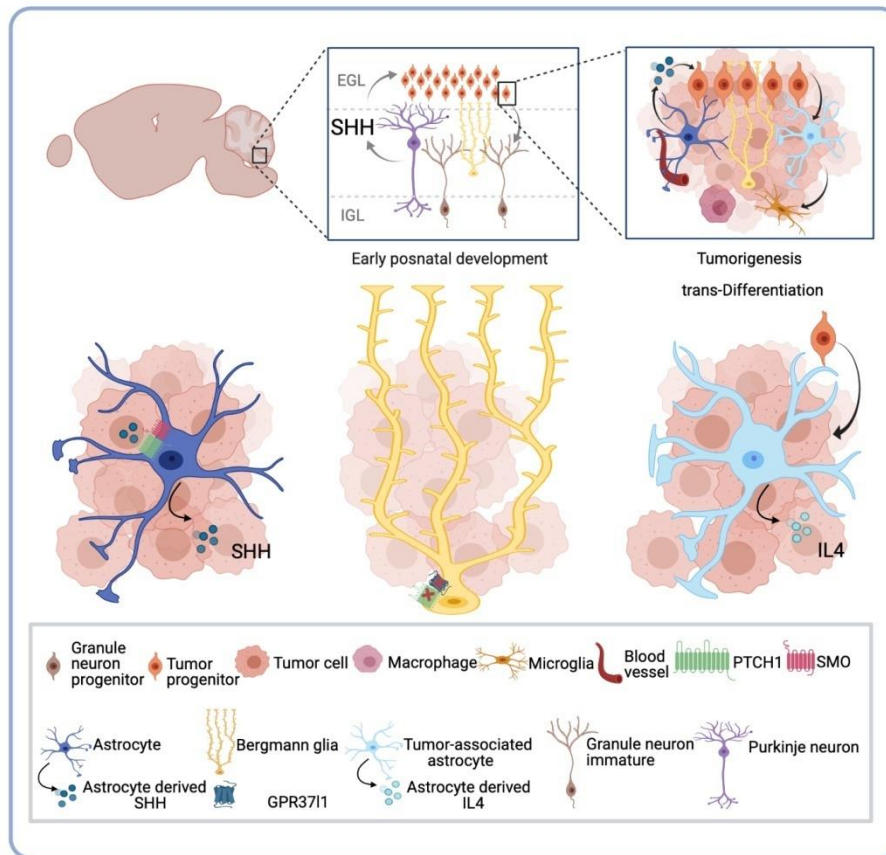 EGL
SHH
IGL
Early posnatal development
Tumorigenesis
trans-Differentiation
SHH
IL4
Granule
neuron
progenitor
Tumor
progenitor
Tumor cell
Macrophage
Microglia
Blood
vessel
PTCH1
SMO
Astrocyte
Astrocyte derived
SHH
Bergmann glia
GPR37l1
Tumor-associated
astrocyte
Astrocyte derived
IL4
Granule neuron
immature
Purkinje neuron